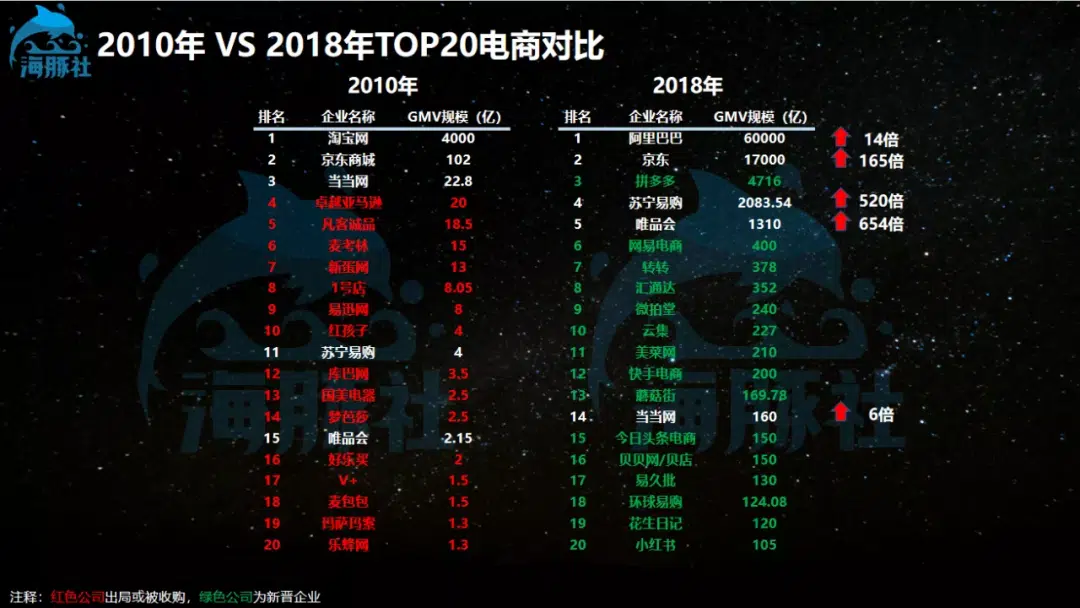 海豚社
2010年 VS 2018年TOP20电商对比
2010年 2018年
排名 企业名称 GMV规模（亿） 排名 企业名称 GMV规模（亿）
1 淘宝网 4000 1 阿里巴巴 60000 14倍
2 京东商城 102 2 京东 17000 165倍
3 当当网 22.8 3 拼多多 4716
4 卓越亚马逊 20 4 苏宁易购 2083.54 520倍
5 凡客诚品 18.5 5 唯品会 1310 654倍
6 麦考林 15 6 网易电商 400
7 新蛋网 13 7 转转 378
8 1号店 8.05 8 汇通达 352
9 易迅网 8 9 微拍堂 240
10 红孩子 4 10 云集 227
11 苏宁易购 4 11 美菜网 210
12 库巴网 3.5 12 快手电商 200
13 国美电器 2.5 13 蘑菇街 169.78
14 梦芭莎 2.5 14 当当网 160 6倍
15 唯品会 2.15 15 今日头条电商 150
16 好乐买 2 16 贝贝网/贝店 150
17 V+ 1.5 17 易久批 130
18 麦包包 1.5 18 环球易购 124.08
19 玛萨玛索 1.3 19 花生日记 120
20 乐蜂网 1.3 20 小红书 105
海豚社 海豚社
注释：红色公司出局或被收购，绿色公司为新晋企业